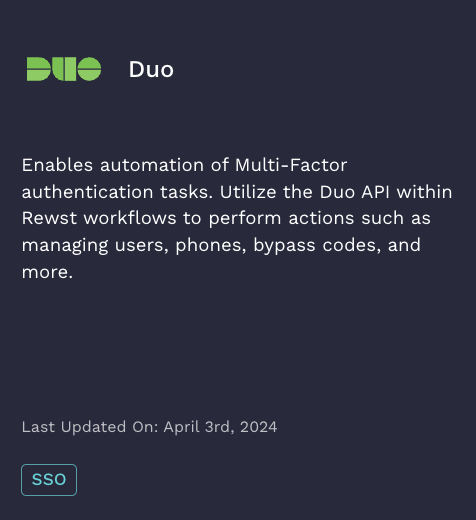 DUO Duo
Enables automation of Multi-Factor
authentication tasks. Utilize the Duo API within
Rewst workflows to perform actions such as
managing users, phones, bypass codes, and
more.
Last Updated On: April 3rd, 2024
SSO